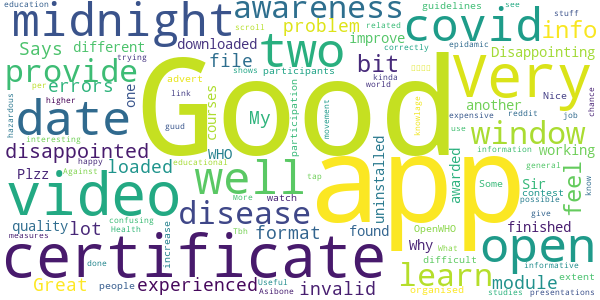 education
midnight
awareness
covid
guidelines
see
stuff
scroll
related
correctly
two
problem
info
Says
different
downloaded
improve
epidamic
Disappointing
provide
file
bit
trying
shows
participants
kinda
world
errors
one
advert
link
per
higher
Good
My
Very
Nice
chance
another
expensive
reddit
job
date
hazardous
courses
participation
movement
knowlage
window
use
guud
WHO
information
general
working
disappointed
interesting
educational
Against
happy
loaded
well
uninstalled
app
awarded
Some
Sir
feel
know
contest
possible
give
Plzz
More
watch
tap
video
disease
OpenWHO
finished
open
quality
lot
confusing
Health
increase
format
found
Why
What
difficult
extent
measures
done
certificate
Tbh
learn
module
informative
Great
people
experienced
Useful
Asibone
invalid
organised
studies
presentations